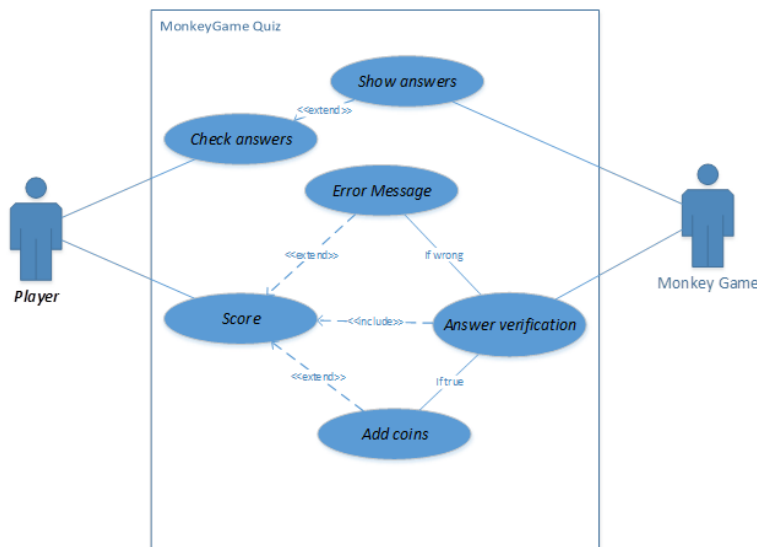 MonkeyGame Quiz
Show answers
<<extend>>
Check answers
Error Message
<<extend>>
If wrong
Player
Monkey Game
Score
<<include>>
Answer verification
<<extend>>
If true
Add coins